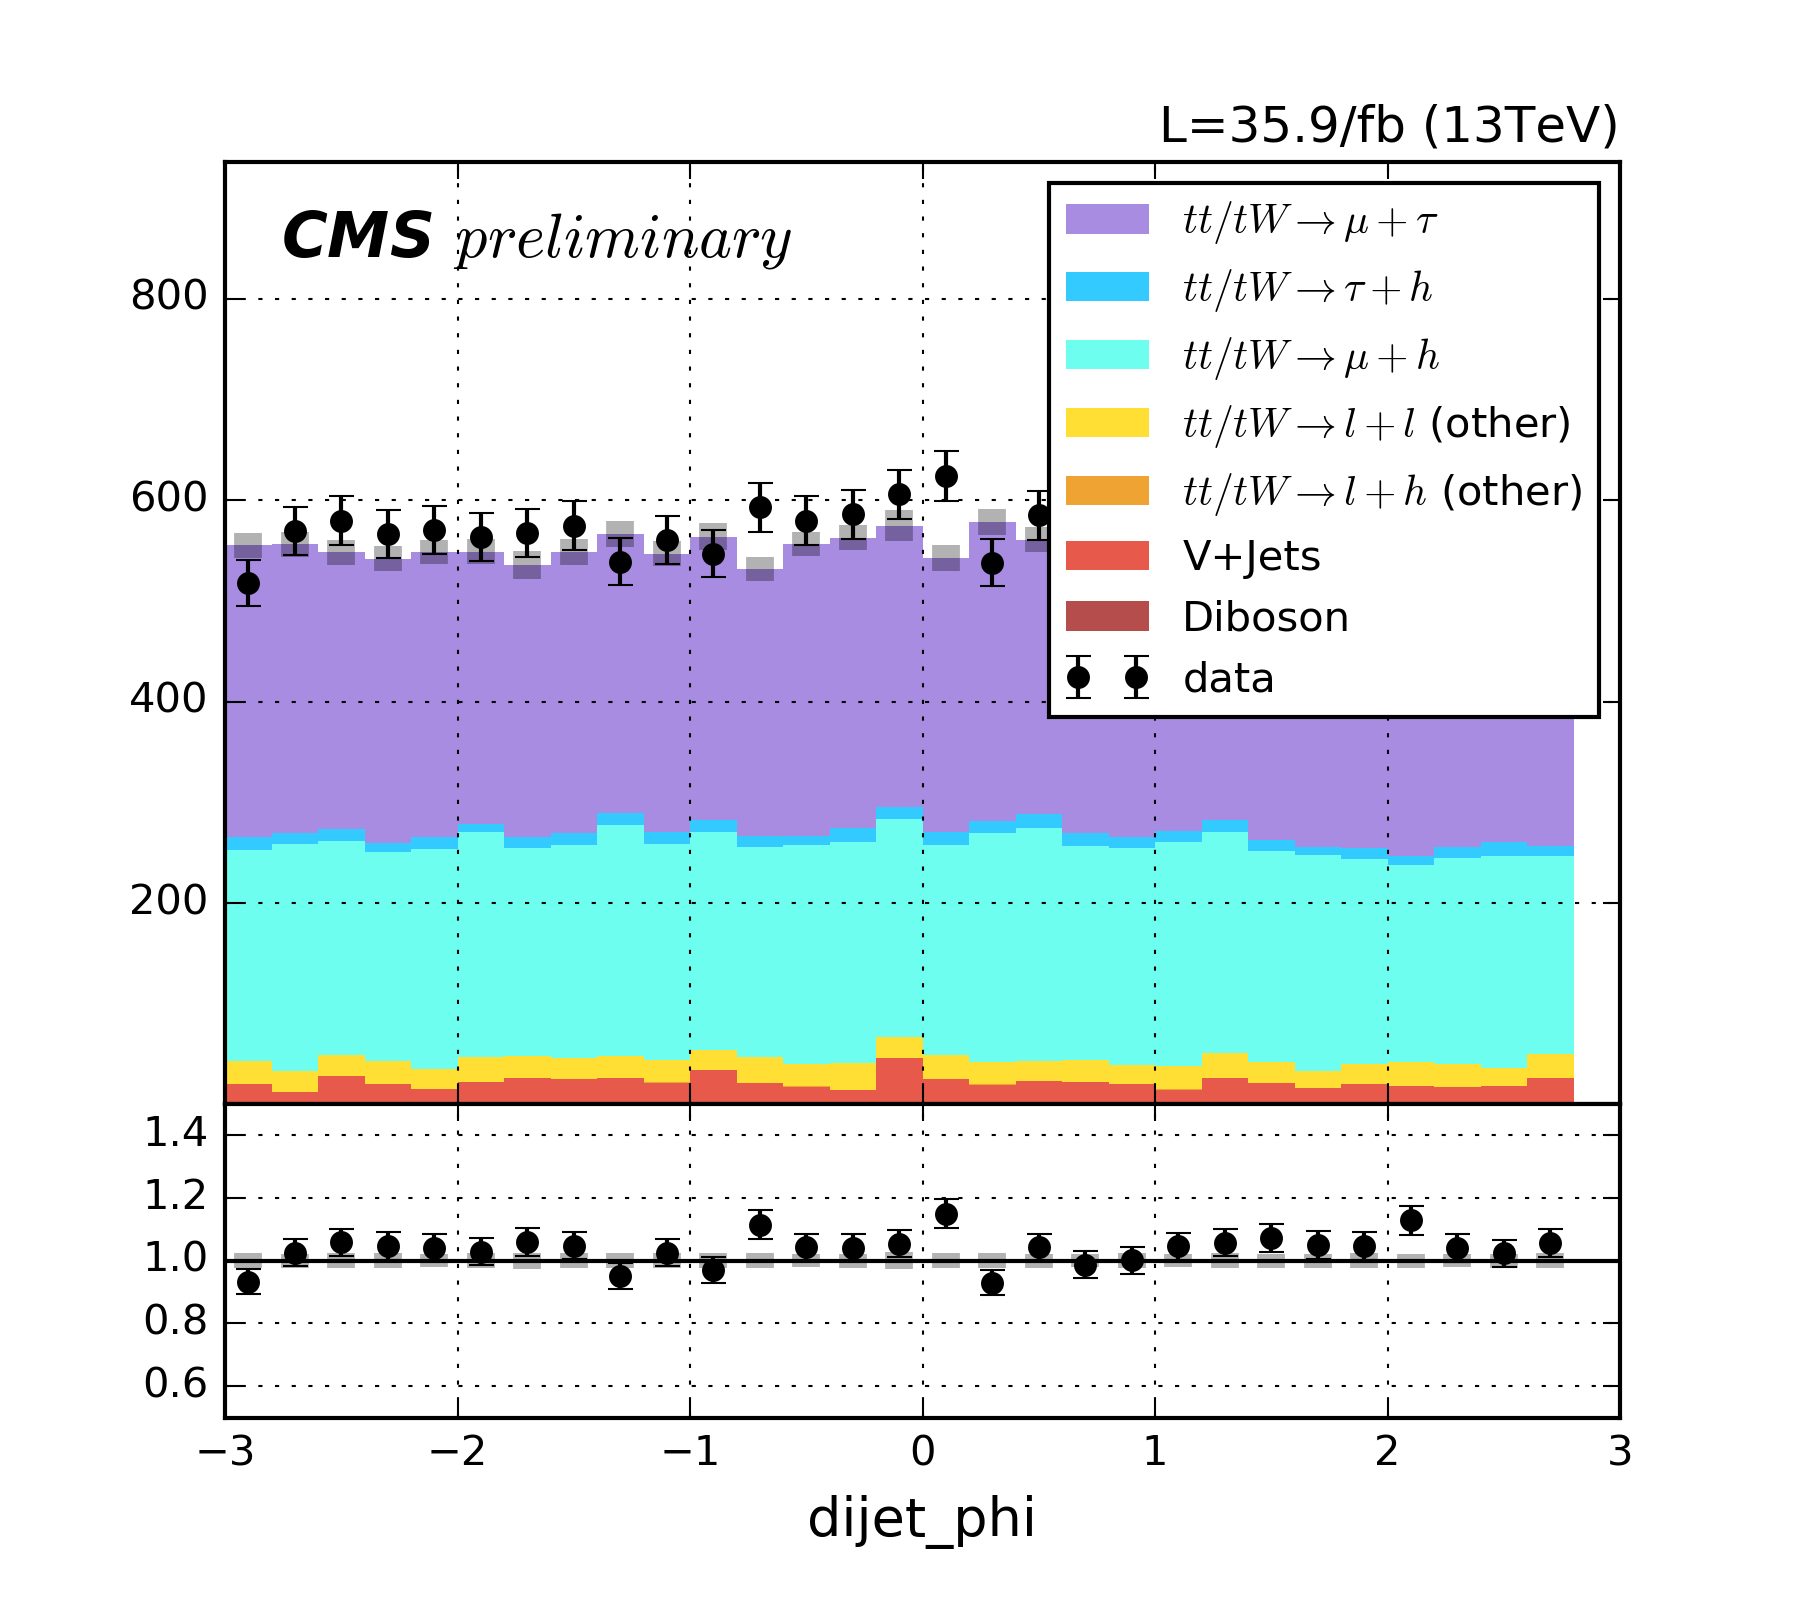 L=35.9/fb (13TeV)
CMS preliminary
tt/tW→μ+τ
tt/tW→τ+h
tt/tW→μ+h
tt/tW→l+l (other)
tt/tW→l+h (other)
V+Jets
Diboson
data
800
600
400
200
1.4
1.2
1.0
0.8
0.6
−3 −2 −1 0 1 2 3
dijet_phi